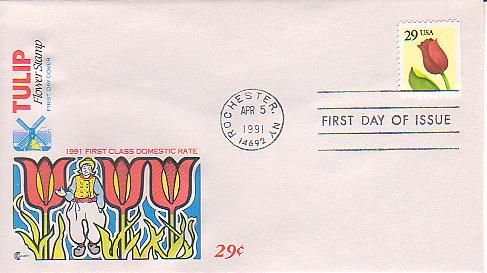 TULIP
Flower Stamp
FIRST DAY COVER
1991 FIRST CLASS DOMESTIC RATE
29¢
ROCHESTER, NY
APR 5
1991
14692
29 USA
FIRST DAY OF ISSUE